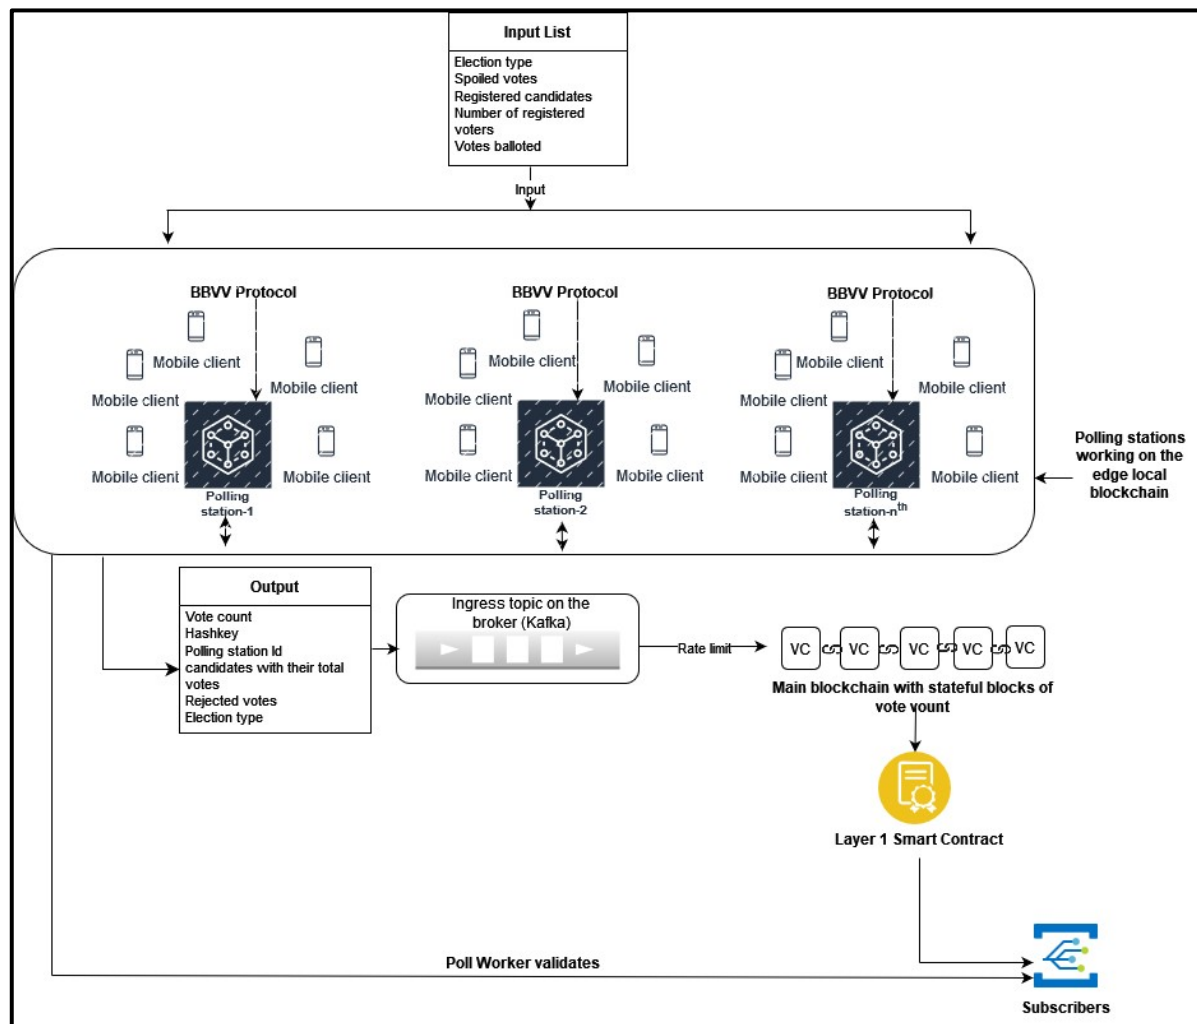 Input List
Election type
Spoiled votes
Registered candidates
Number of registered
voters
Votes balloted
Input
BBVV Protocol
BBVV Protocol
BBVV Protocol
Mobile client
Mobile client
Mobile client
Mobile client
Mobile client
Polling
station-1
Mobile client
Mobile client
Mobile client
Mobile client
Mobile client
Polling
station-2
Mobile client
Mobile client
Mobile client
Mobile client
Mobile client
Polling
station-nth
Polling stations
working on the
edge local
blockchain
Output
Vote count
Hashkey
Polling station Id
candidates with their total
votes
Rejected votes
Election type
Ingress topic on the
broker (Kafka)
Rate limit
VC
VC
VC
VC
VC
Main blockchain with stateful blocks of
vote vount
Layer 1 Smart Contract
Poll Worker validates
Subscribers